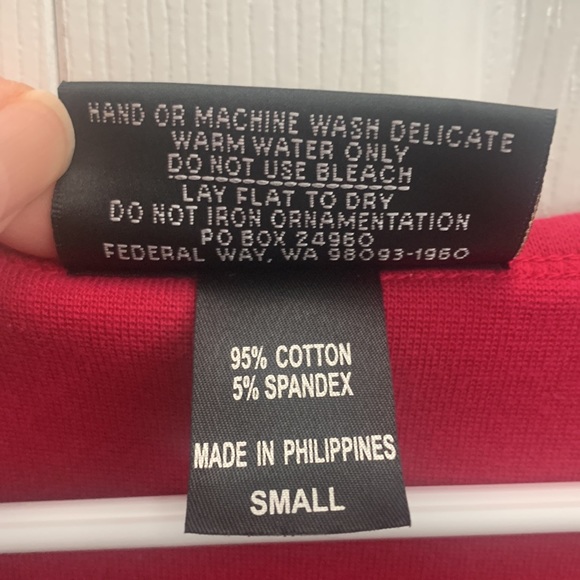 HAND OR MACHINE WASH DELICATE
WARM WATER ONLY
DO NOT USE BLEACH
LAY FLAT TO DRY
DO NOT IRON ORNAMENTATION
PO BOX 24960
FEDERAL WAY, WA 98093-1960
95% COTTON
5% SPANDEX
MADE IN PHILIPPINES
SMALL